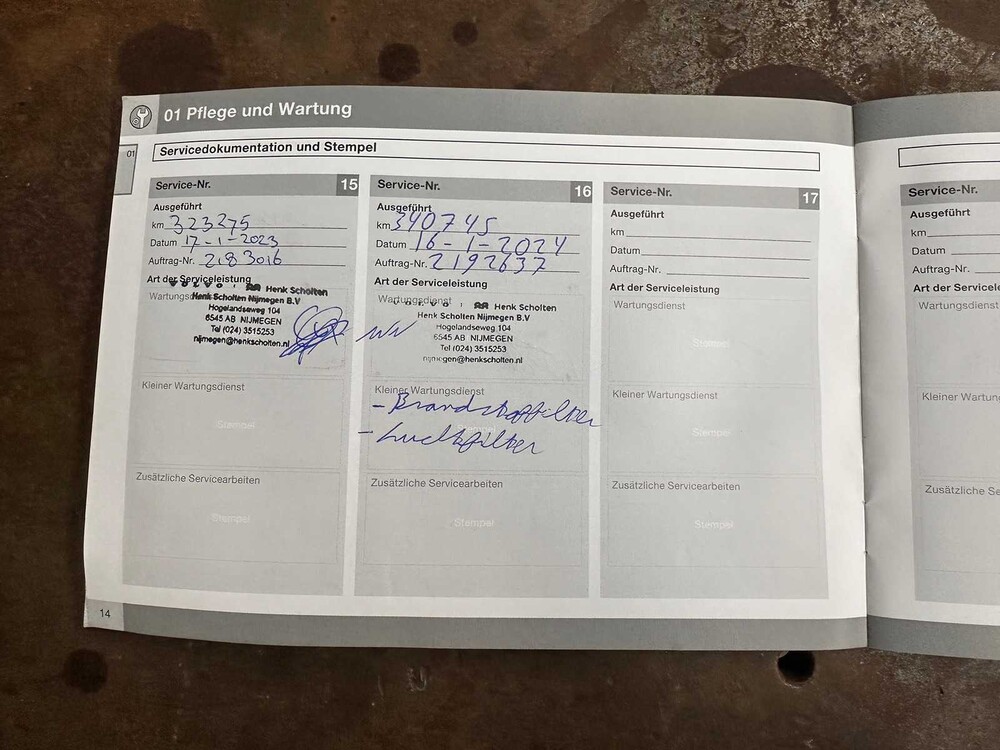 01 Pflege und Wartung
01
Servicedokumentation und Stempel
Service-Nr. 15
Ausgeführt
km 323275
Datum 17-1-2023
Auftrag-Nr. 2183016
Art der Serviceleistung
VOLVO Henk Scholten
Henk Scholten Nijmegen B.V
Hogelandseweg 104
6545 AB NIJMEGEN
Tel (024) 3515253
nijmegen@henkscholten.nl
Kleiner Wartungsdienst
Stempel
Zusätzliche Servicearbeiten
Stempel
Service-Nr. 16
Ausgeführt
km 340745
Datum 16-1-2024
Auftrag-Nr. 2192637
Art der Serviceleistung
Wartungsdienst
Henk Scholten
Henk Scholten Nijmegen B.V
Hogelandseweg 104
6545 AB NIJMEGEN
Tel (024) 3515253
nijmegen@henkscholten.nl
Kleiner Wartungsdienst
- Brandstoffilter
- Luchtfilter
Zusätzliche Servicearbeiten
Stempel
Service-Nr. 17
Ausgeführt
km
Datum
Auftrag-Nr.
Art der Serviceleistung
Wartungsdienst
Stempel
Kleiner Wartungsdienst
Stempel
Zusätzliche Servicearbeiten
Stempel
14
Service-Nr.
Ausgeführt
km
Datum
Auftrag-Nr.
Art der Servicel
Wartungsdienst
Kleiner Wartung
Zusätzliche Se